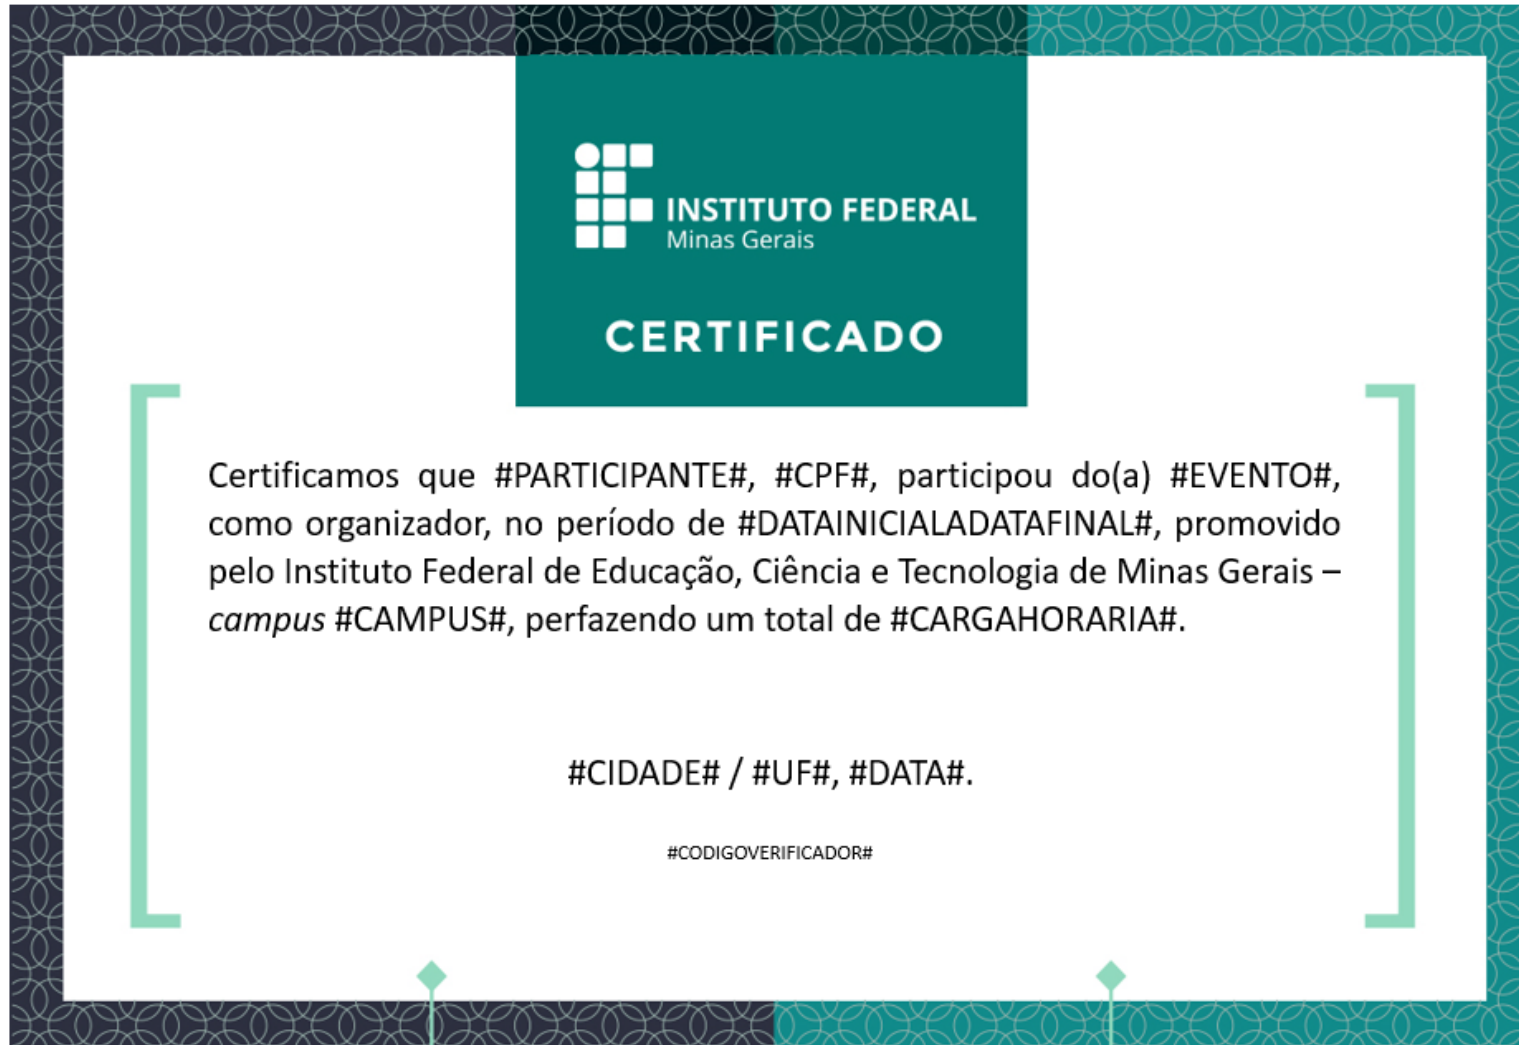 INSTITUTO FEDERAL
Minas Gerais
CERTIFICADO
Certificamos que #PARTICIPANTE#, #CPF#, participou do(a) #EVENTO#,
como organizador, no período de #DATAINICIALADATAFINAL#, promovido
pelo Instituto Federal de Educação, Ciência e Tecnologia de Minas Gerais –
campus #CAMPUS#, perfazendo um total de #CARGAHORARIA#.
#CIDADE# / #UF#, #DATA#.
#CODIGOVERIFICADOR#